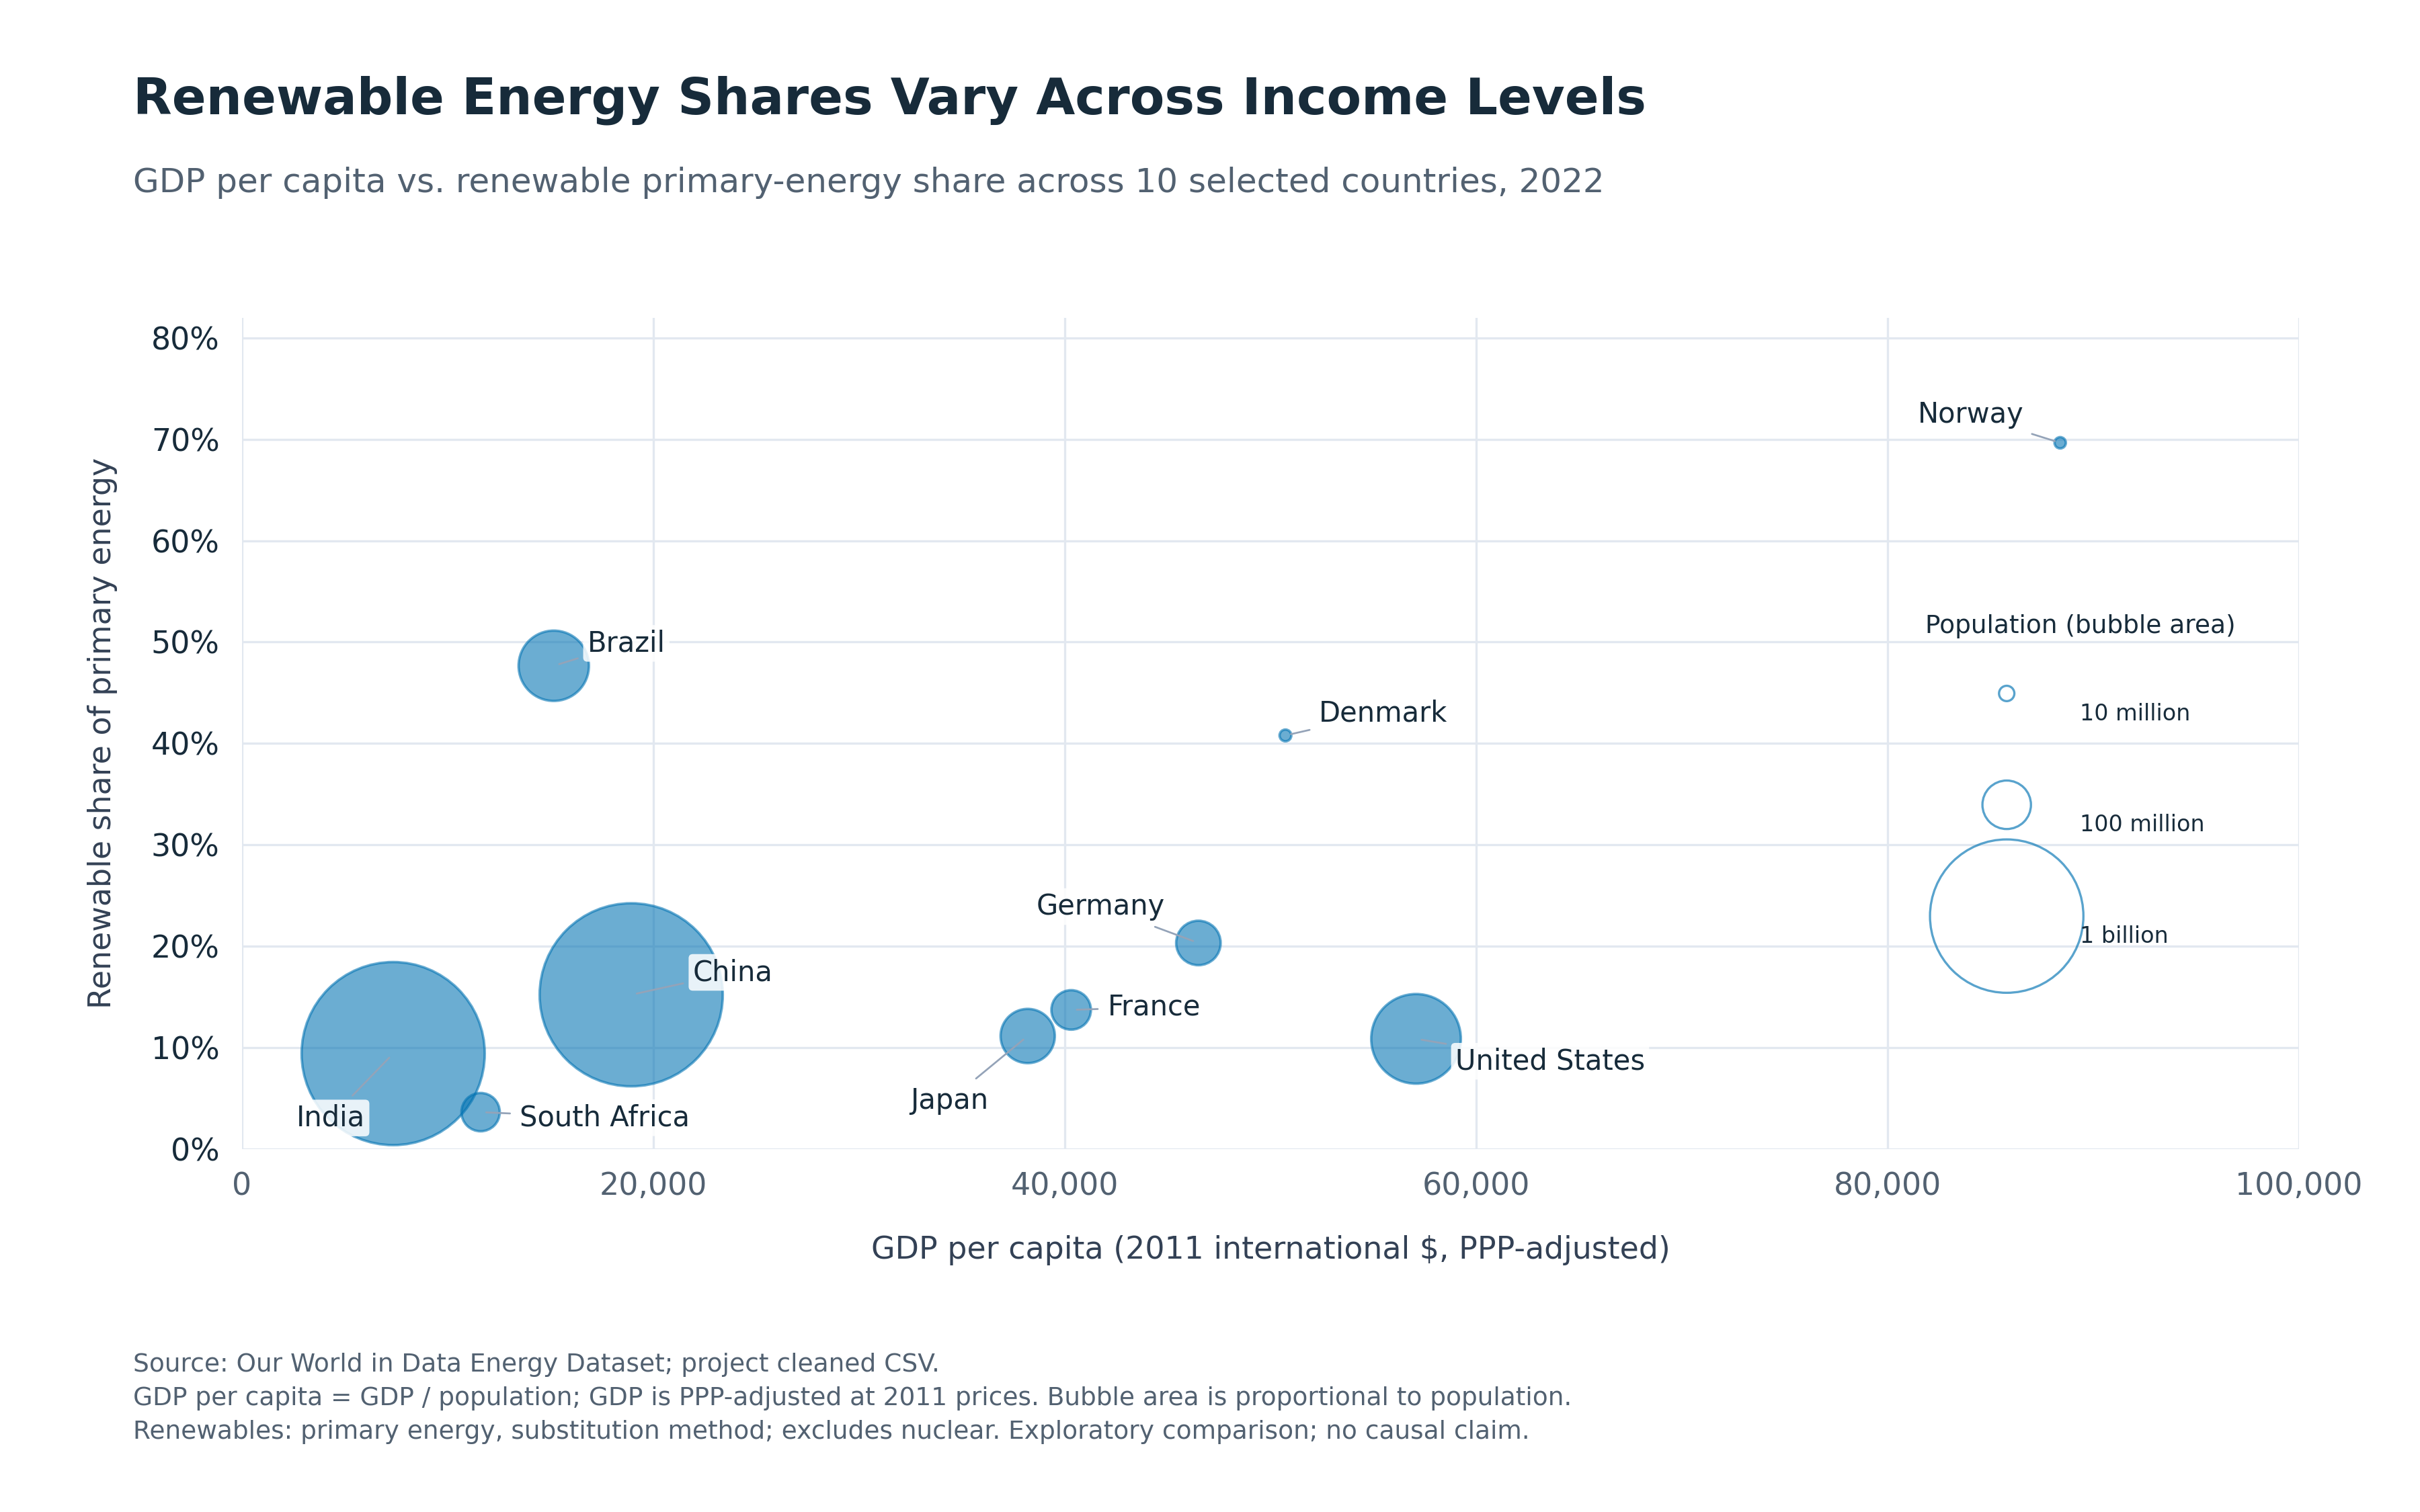 Renewable Energy Shares Vary Across Income Levels
GDP per capita vs. renewable primary-energy share across 10 selected countries, 2022
Renewable share of primary energy
80%
70%
60%
50%
40%
30%
20%
10%
0%
Norway
Brazil
Population (bubble area)
Denmark
10 million
100 million
Germany
1 billion
China
France
United States
Japan
India
South Africa
0
20,000
40,000
60,000
80,000
100,000
GDP per capita (2011 international $, PPP-adjusted)
Source: Our World in Data Energy Dataset; project cleaned CSV.
GDP per capita = GDP / population; GDP is PPP-adjusted at 2011 prices. Bubble area is proportional to population.
Renewables: primary energy, substitution method; excludes nuclear. Exploratory comparison; no causal claim.